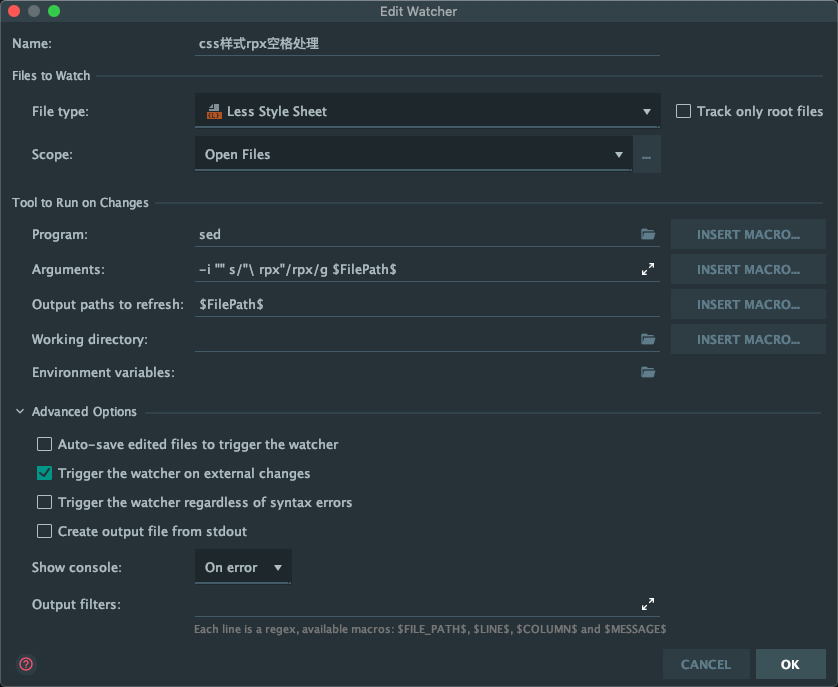 Edit Watcher
Name: css样式rpx空格处理
Files to Watch
File type: Less Style Sheet Track only root files
Scope: Open Files ...
Tool to Run on Changes
Program: sed INSERT MACRO...
Arguments: -i "" s/"\ rpx"/rpx/g $FilePath$ INSERT MACRO...
Output paths to refresh: $FilePath$ INSERT MACRO...
Working directory: INSERT MACRO...
Environment variables:
Advanced Options
Auto-save edited files to trigger the watcher
Trigger the watcher on external changes
Trigger the watcher regardless of syntax errors
Create output file from stdout
Show console: On error
Output filters:
Each line is a regex, available macros: $FILE_PATH$, $LINE$, $COLUMN$ and $MESSAGE$
? CANCEL OK